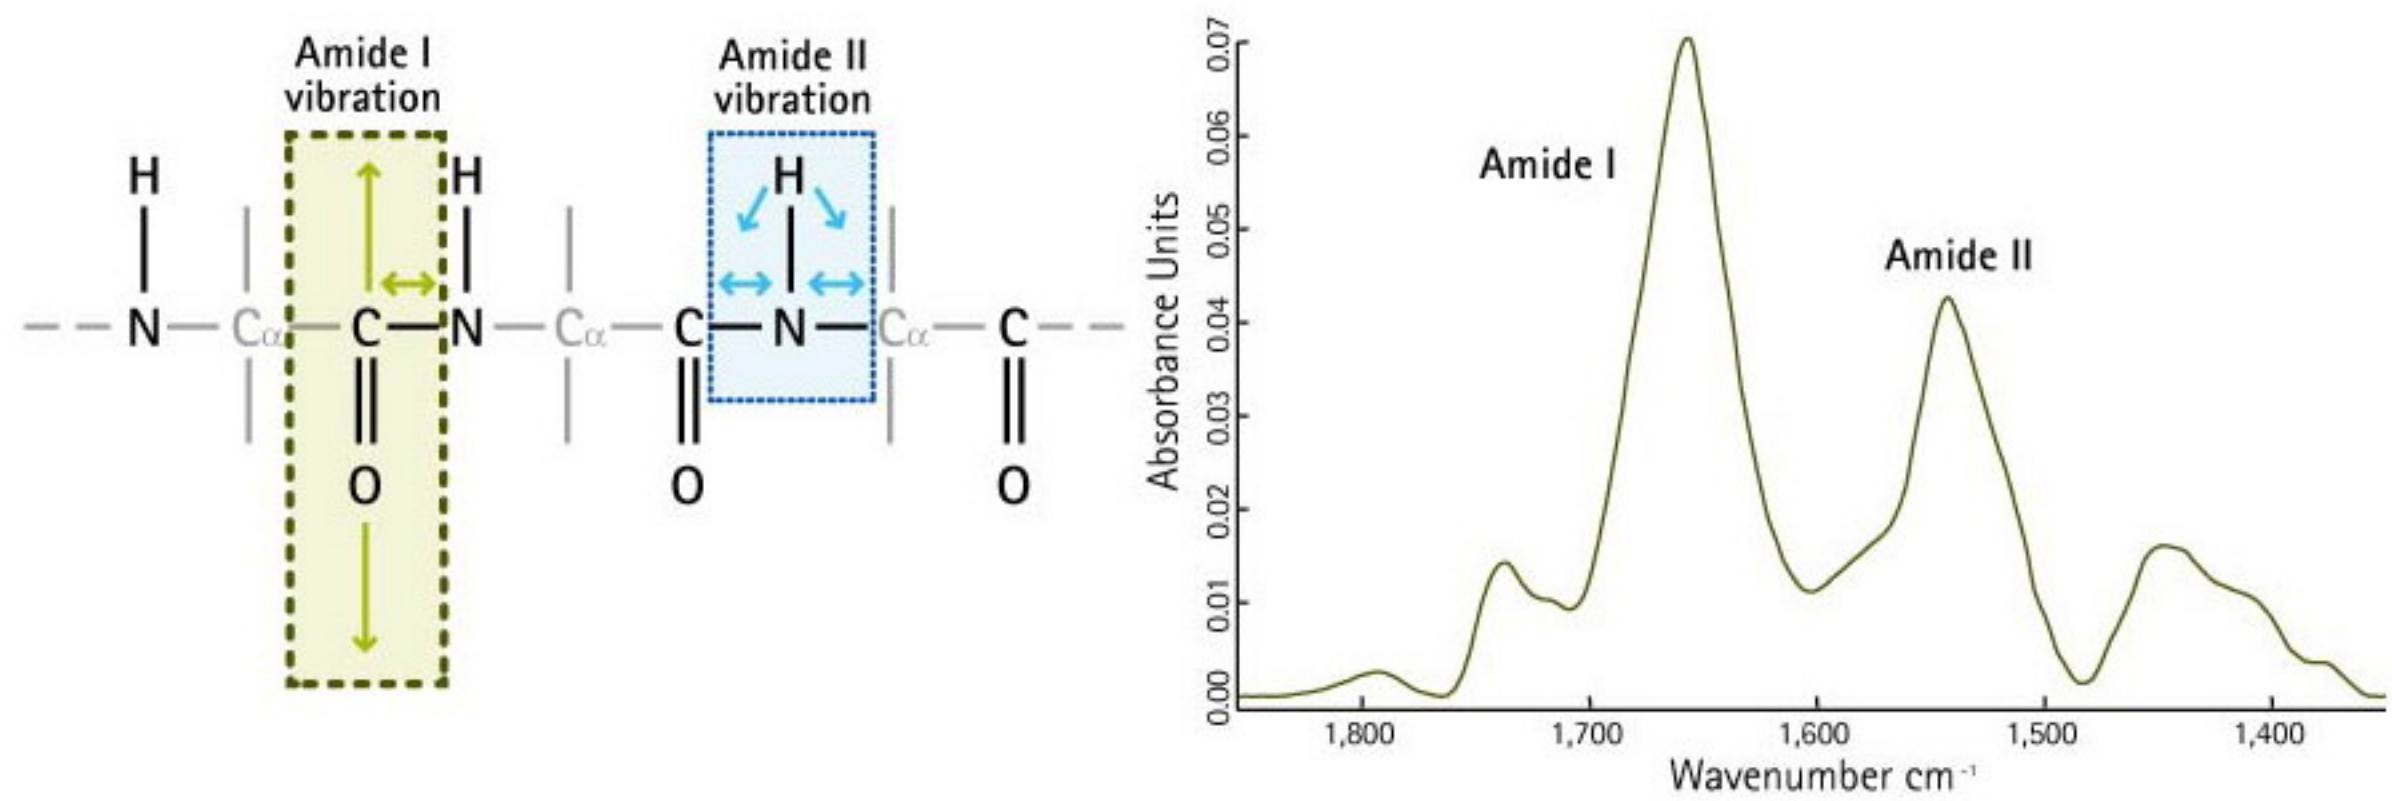 Amide I
vibration
Amide II
vibration
H H H
N Cα C N Cα C N Cα C
O O O
Absorbance Units
0.07
0.06
0.05
0.04
0.03
0.02
0.01
0.00
Amide I
Amide II
1,800 1,700 1,600 1,500 1,400
Wavenumber cm⁻¹